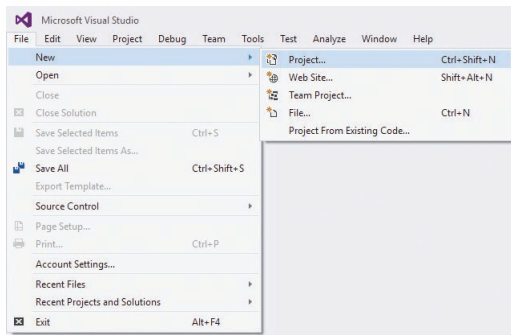 Microsoft Visual Studio
File Edit View Project Debug Team Tools Test Analyze Window Help
New
Open
Close
Close Solution
Save Selected Items Ctrl+S
Save Selected Items As...
Save All Ctrl+Shift+S
Export Template...
Source Control
Page Setup...
Print... Ctrl+P
Account Settings...
Recent Files
Recent Projects and Solutions
Exit Alt+F4
Project... Ctrl+Shift+N
Web Site... Shift+Alt+N
Team Project...
File... Ctrl+N
Project From Existing Code...